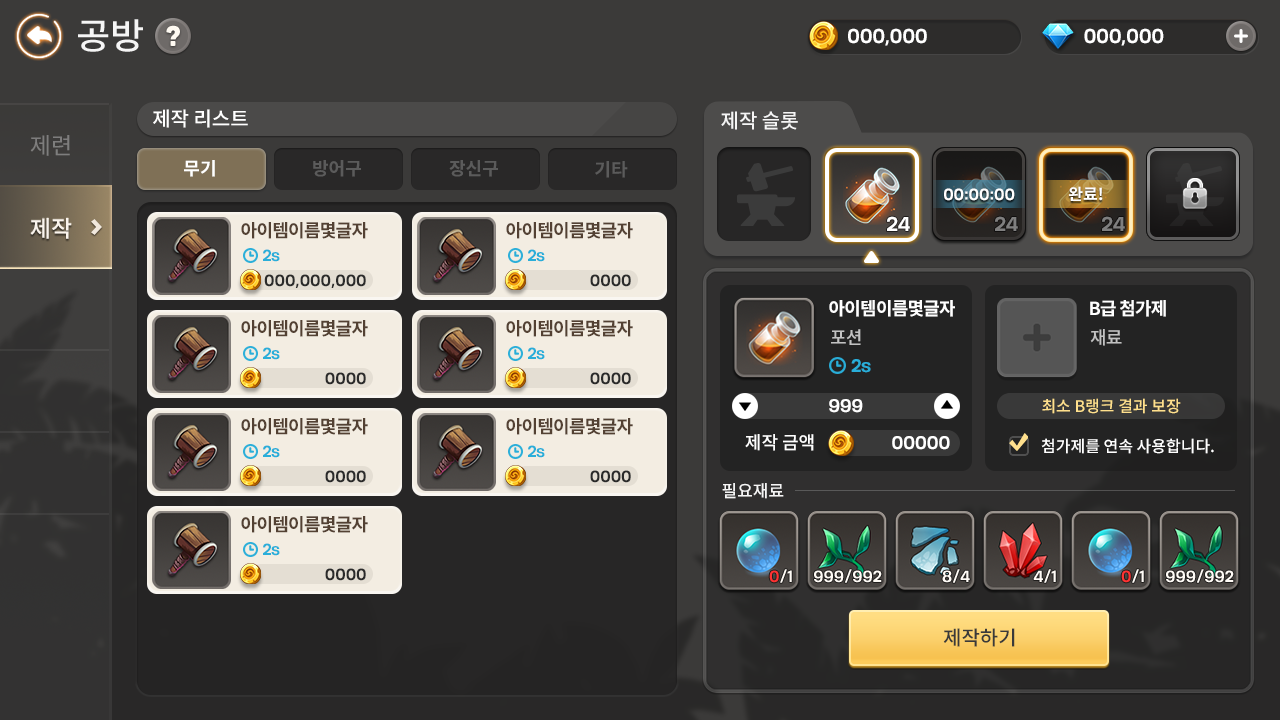 공방 ?
000,000
000,000
제련
제작
제작 리스트
무기
방어구
장신구
기타
아이템이름몇글자
2s
000,000,000
아이템이름몇글자
2s
0000
아이템이름몇글자
2s
0000
아이템이름몇글자
2s
0000
아이템이름몇글자
2s
0000
아이템이름몇글자
2s
0000
아이템이름몇글자
2s
0000
제작 슬롯
24
00:00:00
24
완료!
24
아이템이름몇글자
포션
2s
999
제작 금액
00000
B급 첨가제
재료
최소 B랭크 결과 보장
첨가제를 연속 사용합니다.
필요재료
0/1
999/992
8/4
4/1
0/1
999/992
제작하기